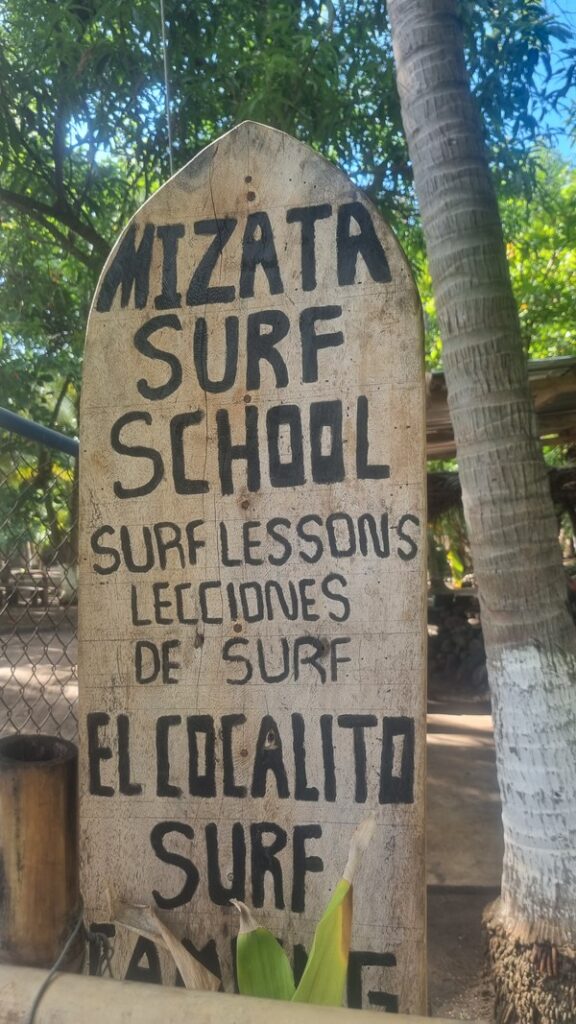 MIZATA
SURF
SCHOOL
SURF LESSONS
LECCIONES
DE SURF
EL COCALITO
SURF